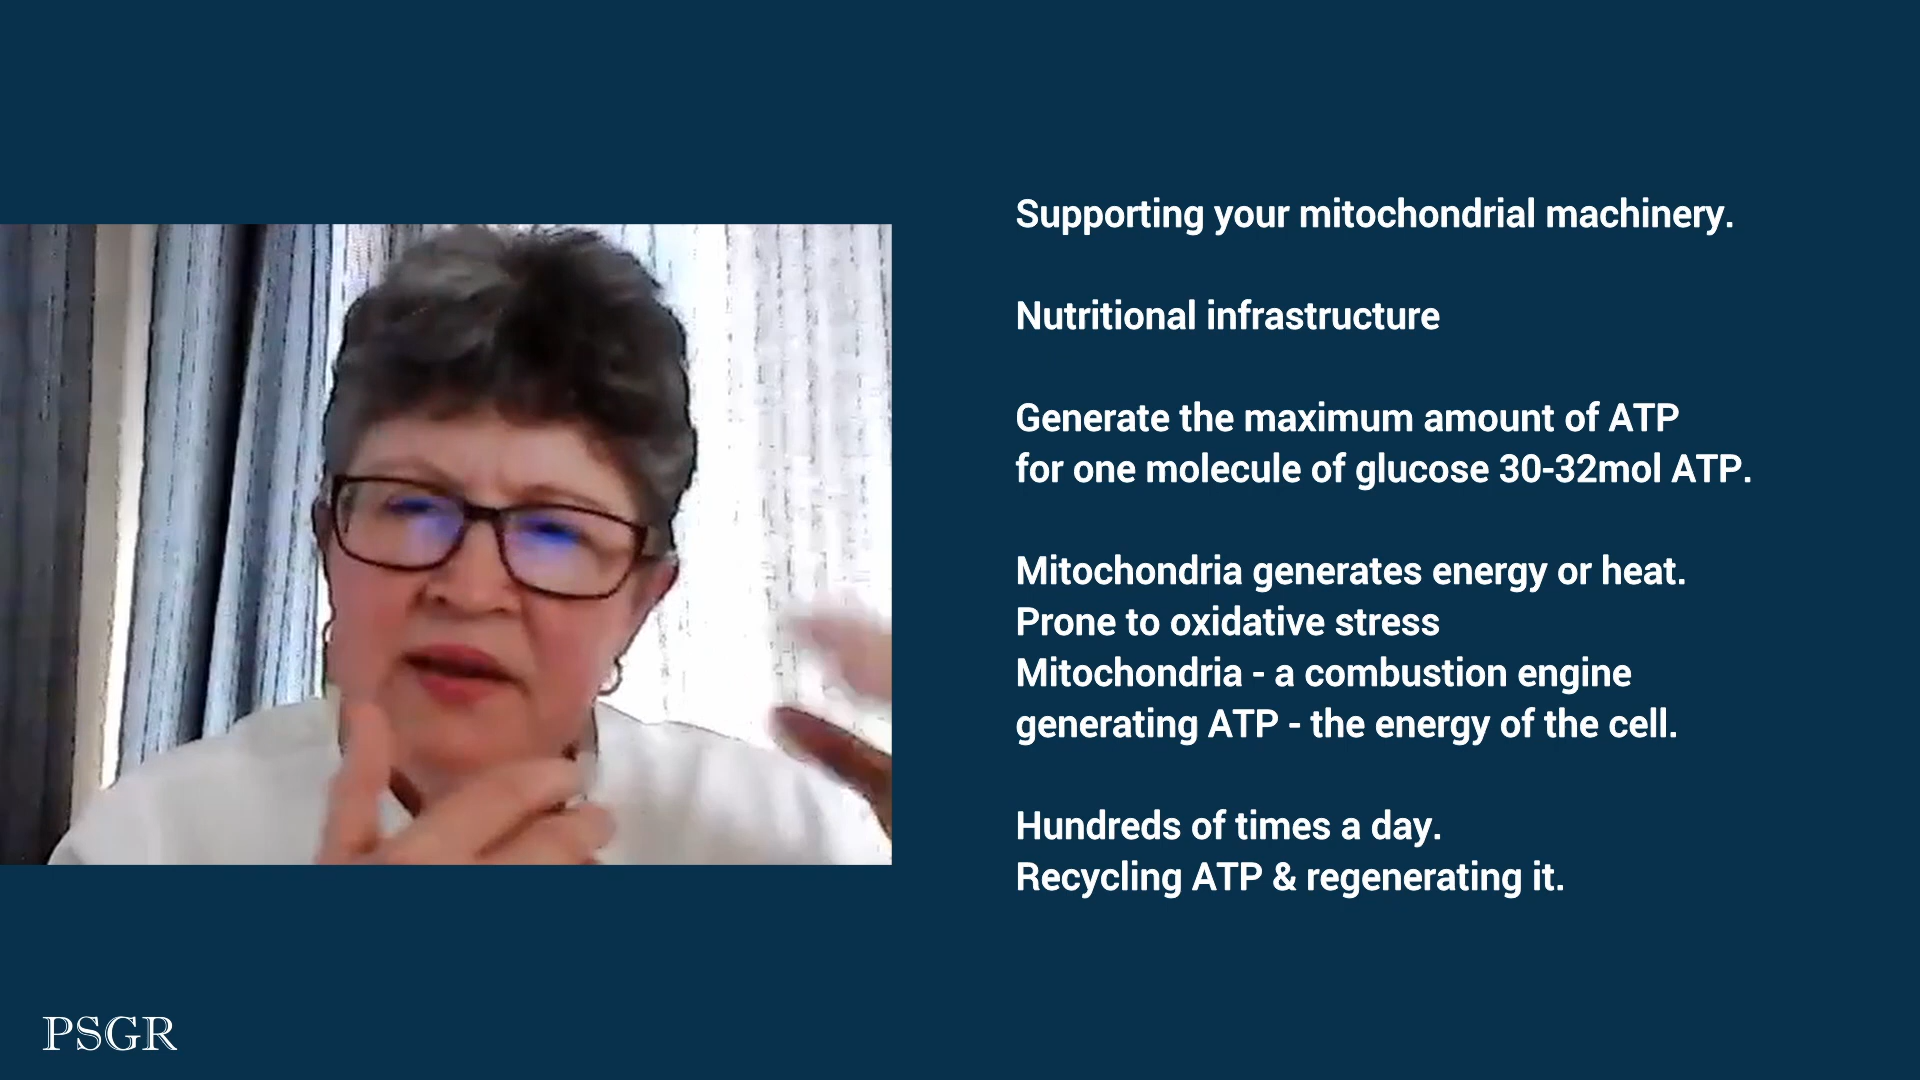 Supporting your mitochondrial machinery.
Nutritional infrastructure
Generate the maximum amount of ATP
for one molecule of glucose 30-32mol ATP.
Mitochondria generates energy or heat.
Prone to oxidative stress
Mitochondria - a combustion engine
generating ATP - the energy of the cell.
Hundreds of times a day.
Recycling ATP & regenerating it.
PSGR